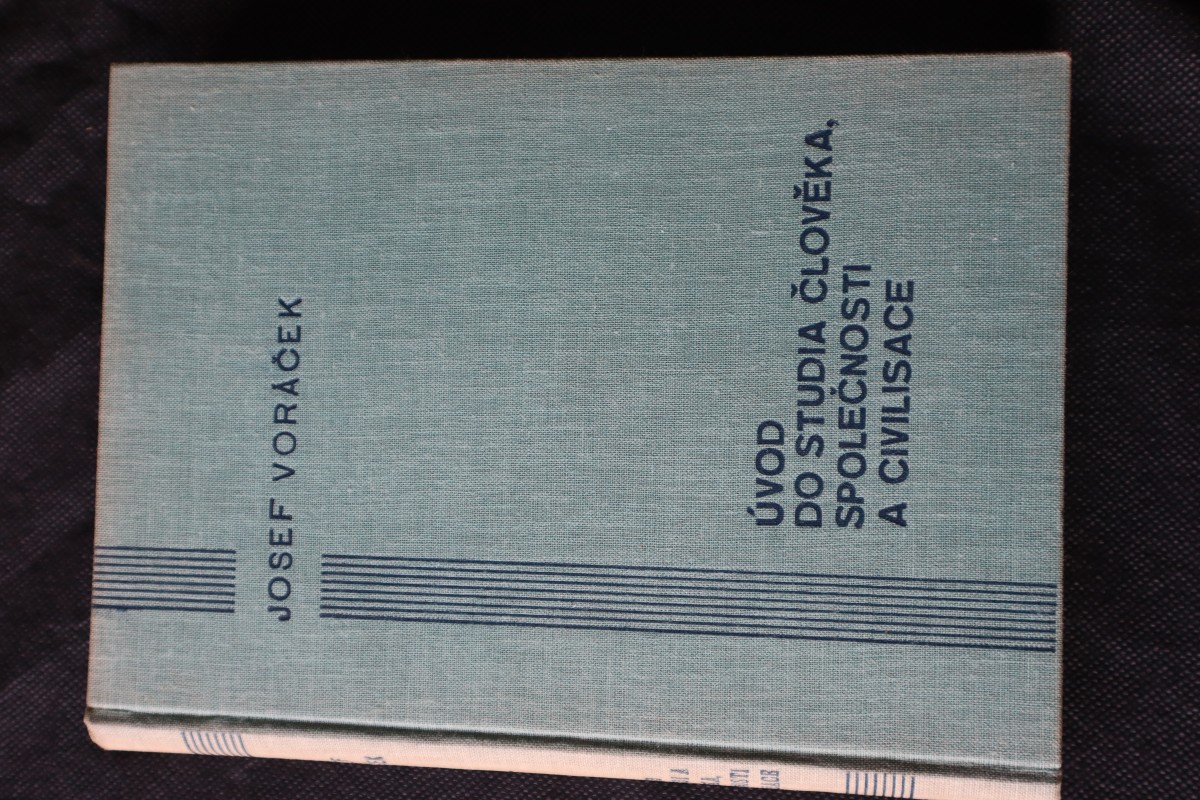 JOSEF VORÁČEK
ÚVOD
DO STUDIA ČLOVĚKA,
SPOLEČNOSTI
A CIVILISACE